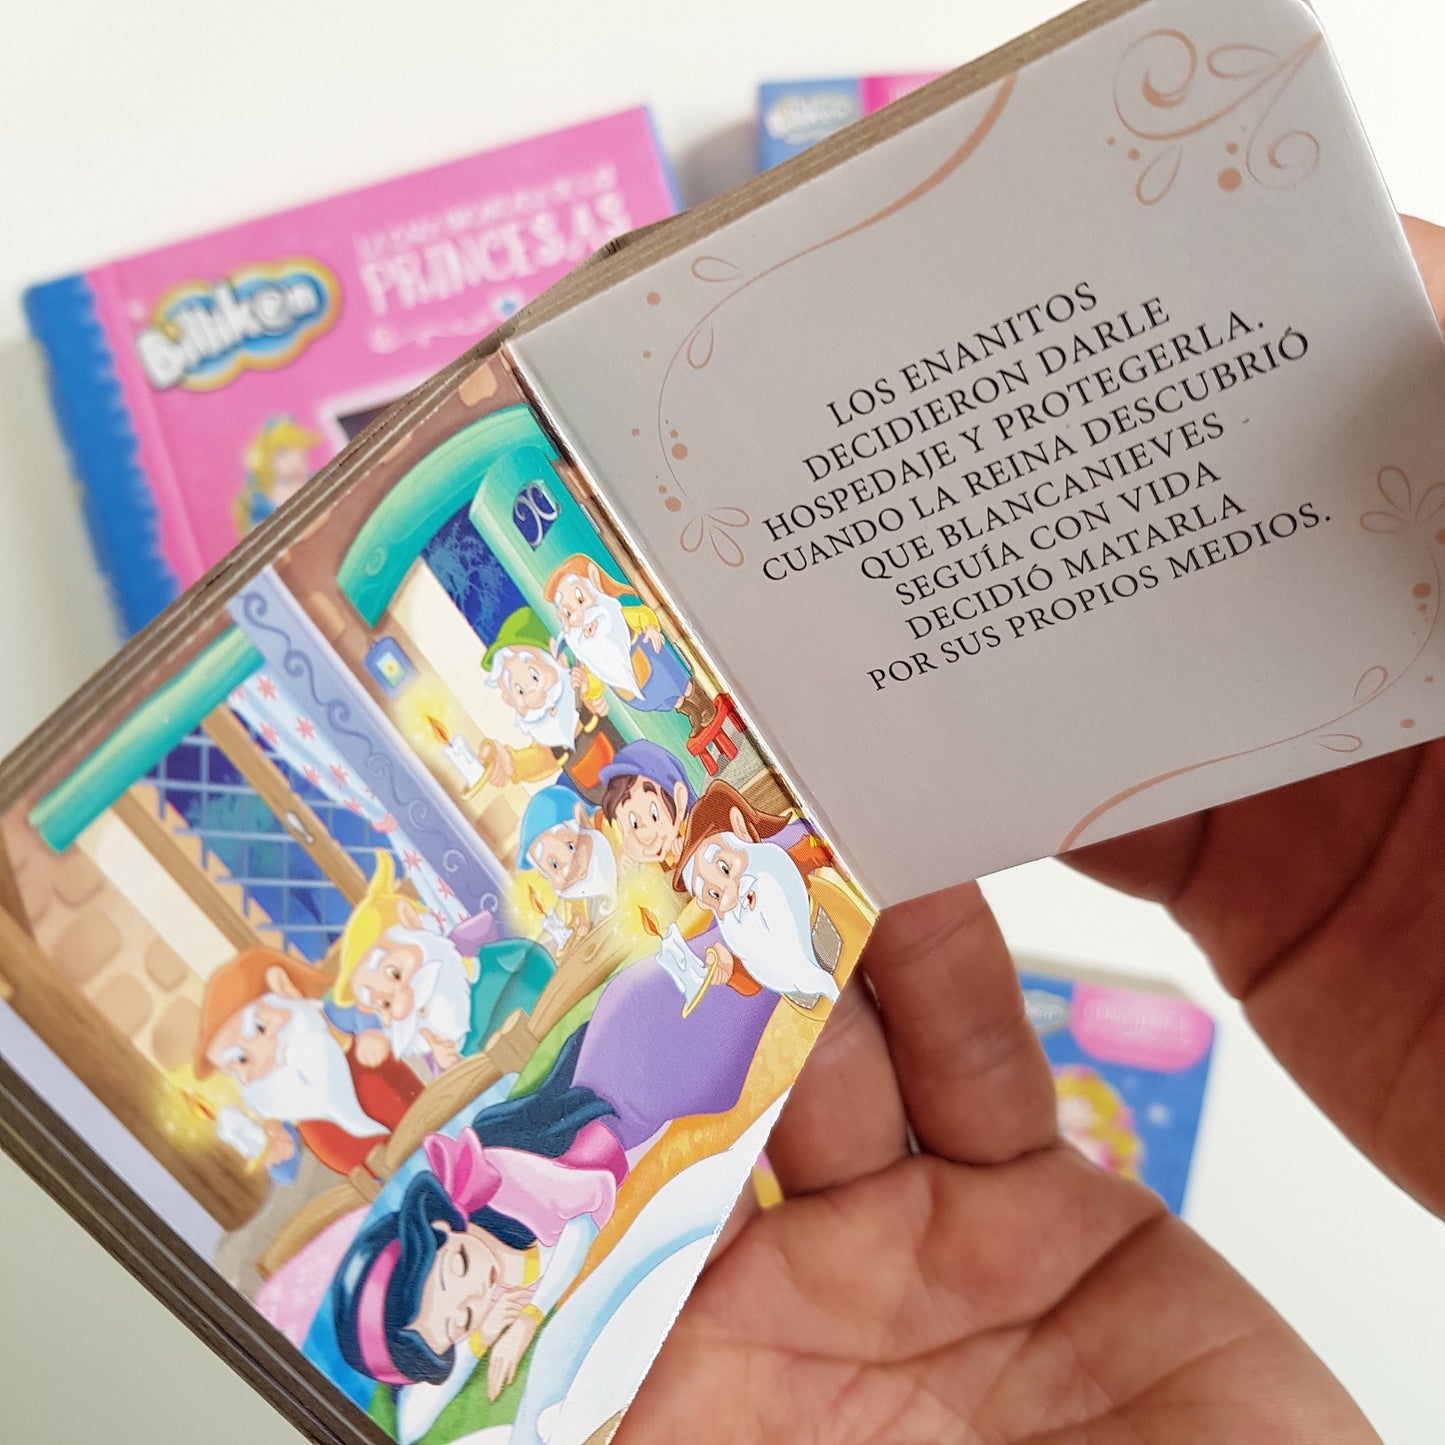 Billiken
PRINCESAS
LOS ENANITOS
DECIDIERON DARLE
HOSPEDAJE Y PROTEGERLA.
CUANDO LA REINA DESCUBRIÓ
QUE BLANCANIEVES
SEGUÍA CON VIDA
DECIDIÓ MATARLA
POR SUS PROPIOS MEDIOS.
CENICIENTA